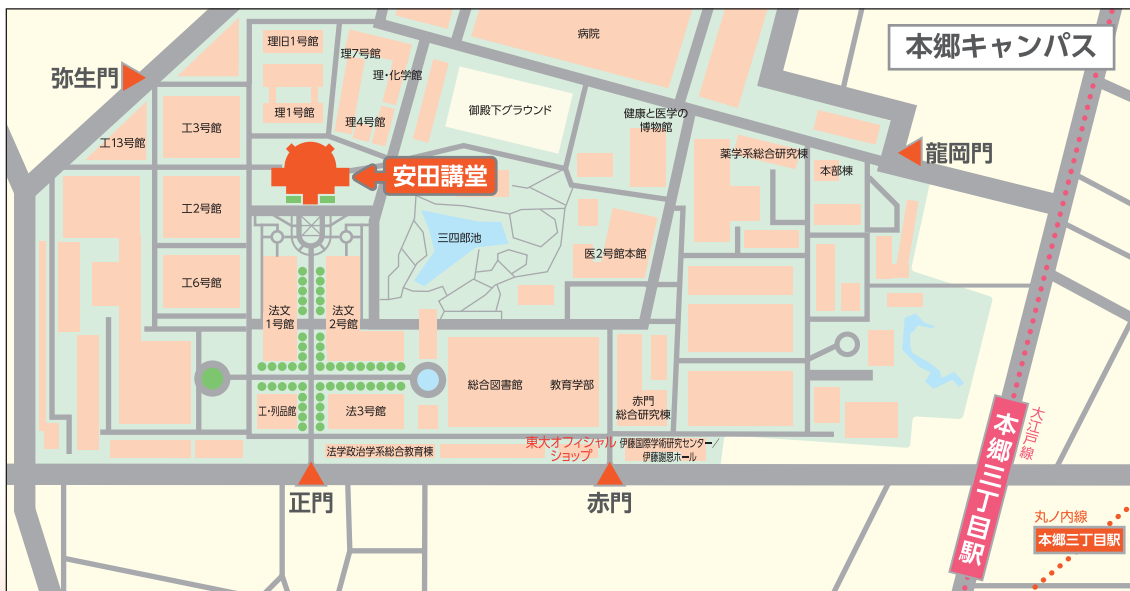 本郷キャンパス
病院
理旧1号館
理7号館
理・化学館
弥生門
御殿下グラウンド
理1号館
理4号館
健康と医学の
博物館
工3号館
工13号館
薬学系総合研究棟
龍岡門
本部棟
安田講堂
工2号館
三四郎池
医2号館本館
工6号館
法文
1号館
法文
2号館
総合図書館
教育学部
赤門
総合研究棟
工・列品館
法3号館
法学政治学系総合教育棟
東大オフィシャル
ショップ
伊藤国際学術研究センター/
伊藤謝恩ホール
正門
赤門
大江戸線
本郷三丁目駅
丸ノ内線
本郷三丁目駅